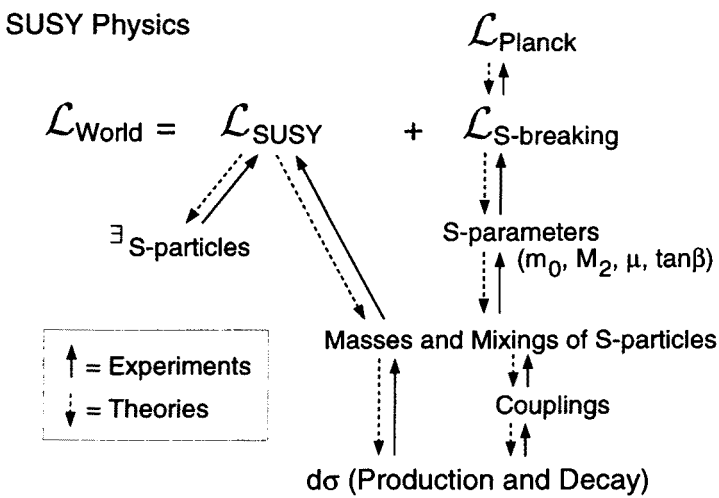 SUSY Physics
ℒPlanck
ℒWorld = ℒSUSY + ℒS-breaking
∃ S-particles
S-parameters
(m0, M2, μ, tanβ)
Masses and Mixings of S-particles
= Experiments
= Theories
Couplings
dσ (Production and Decay)